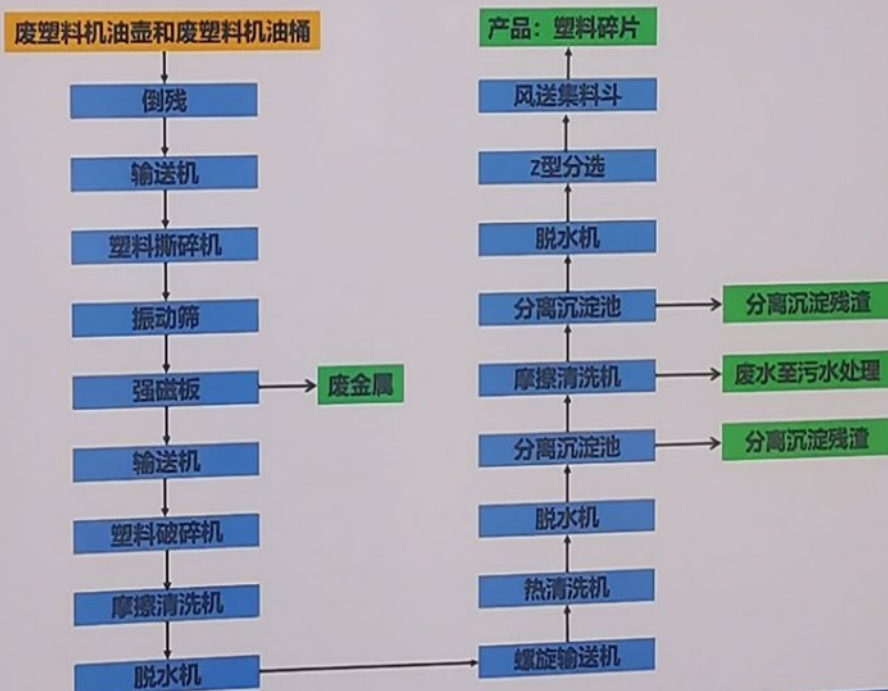 废塑料机油壶和废塑料机油桶
倒残
输送机
塑料撕碎机
振动筛
强磁板
废金属
输送机
塑料破碎机
摩擦清洗机
脱水机
产品：塑料碎片
风送集料斗
Z型分选
脱水机
分离沉淀池
分离沉淀残渣
摩擦清洗机
废水至污水处理
分离沉淀池
分离沉淀残渣
脱水机
热清洗机
螺旋输送机